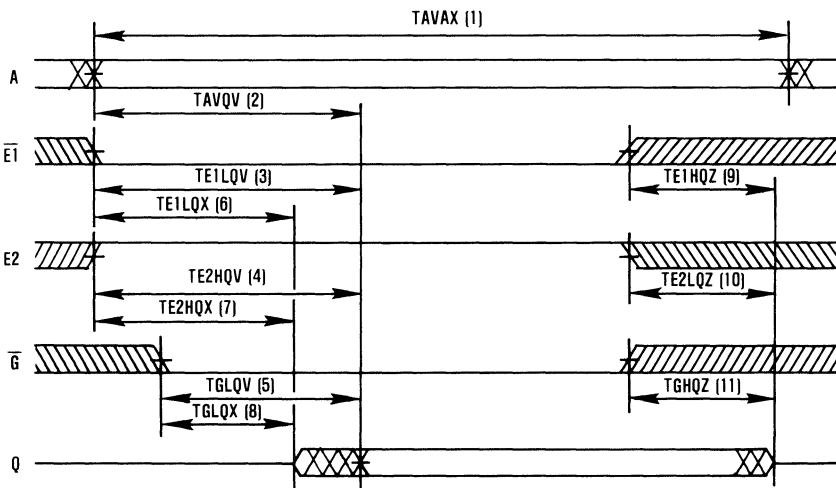 TAVAX (1)
A
TAVQV (2)
E1
TE1LQV (3)
TE1HQZ (9)
TE1LQX (6)
E2
TE2HQV (4)
TE2LQZ (10)
TE2HQX (7)
G
TGLQV (5)
TGHQZ (11)
TGLQX (8)
Q